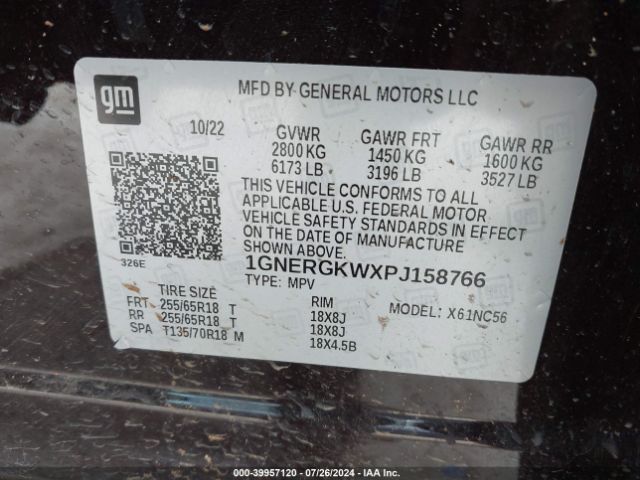 gm
MFD BY GENERAL MOTORS LLC
10/22 GVWR GAWR FRT GAWR RR
2800 KG 1450 KG 1600 KG
6173 LB 3196 LB 3527 LB
THIS VEHICLE CONFORMS TO ALL
APPLICABLE U.S. FEDERAL MOTOR
VEHICLE SAFETY STANDARDS IN EFFECT
ON THE DATE OF MANUFACTURE
SHOWN ABOVE.
326E
1GNERGKWXPJ158766
TYPE: MPV
TIRE SIZE RIM MODEL: X61NC56
FRT 255/65R18 T 18X8J
RR 255/65R18 T 18X8J
SPA T135/70R18 M 18X4.5B
000-39957120 - 07/26/2024 - IAA Inc.